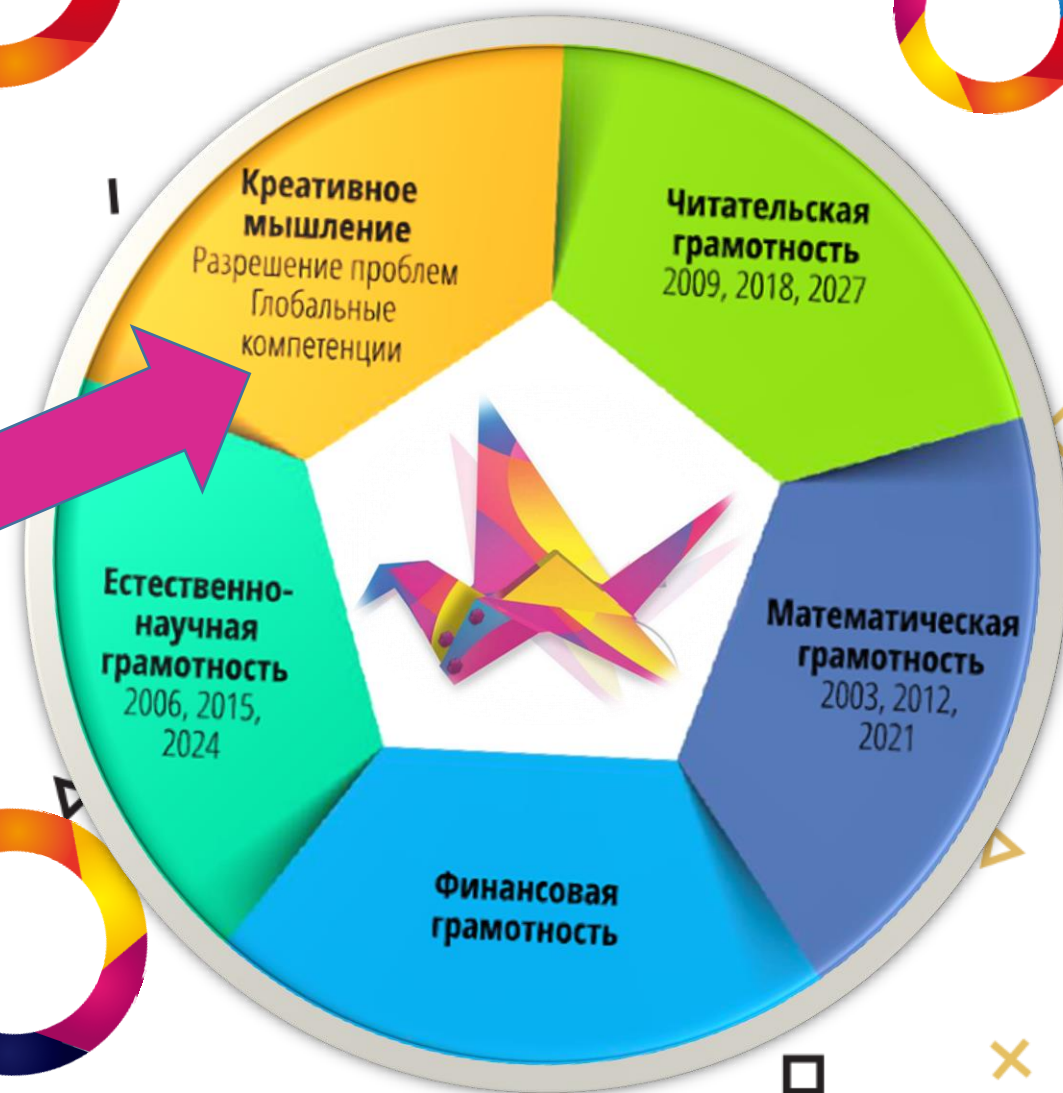 Креативное
мышление
Разрешение проблем
Глобальные
компетенции
Читательская
грамотность
2009, 2018, 2027
Математическая
грамотность
2003, 2012,
2021
Финансовая
грамотность
Естественно-
научная
грамотность
2006, 2015,
2024